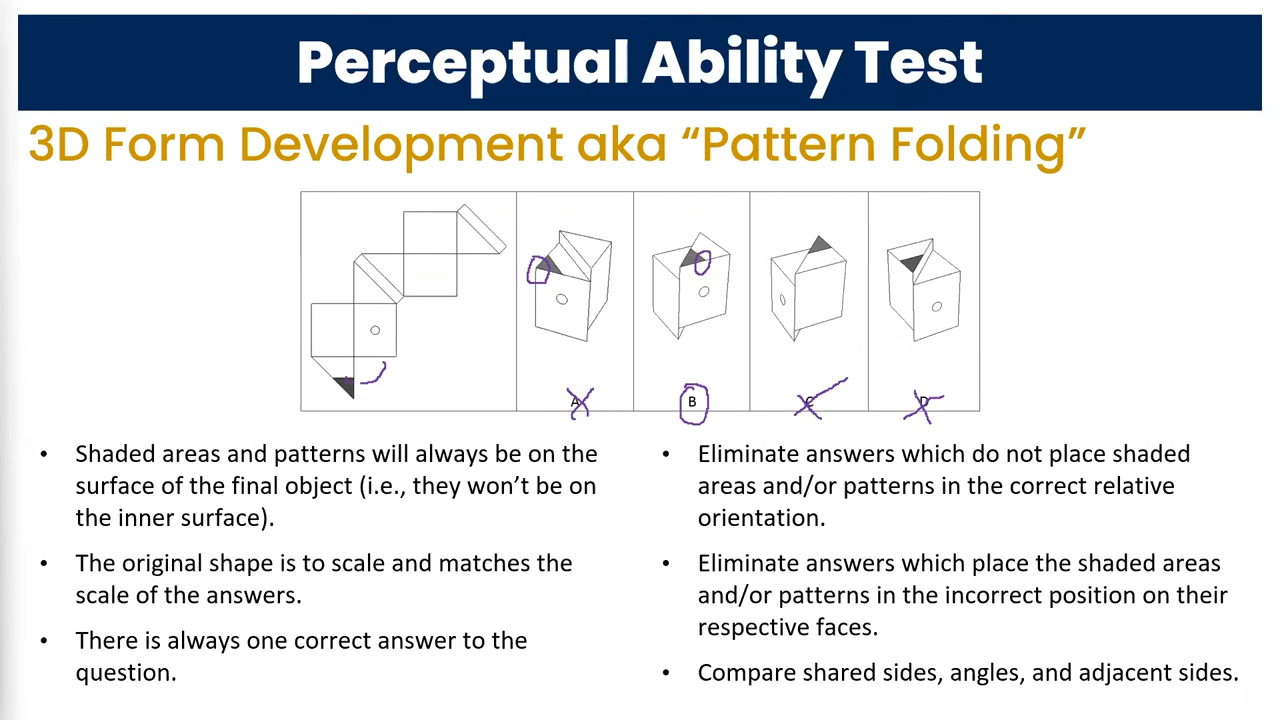 Perceptual Ability Test
3D Form Development aka “Pattern Folding”
A
B
C
D
• Shaded areas and patterns will always be on the
surface of the final object (i.e., they won’t be on
the inner surface).
• The original shape is to scale and matches the
scale of the answers.
• There is always one correct answer to the
question.
• Eliminate answers which do not place shaded
areas and/or patterns in the correct relative
orientation.
• Eliminate answers which place the shaded areas
and/or patterns in the incorrect position on their
respective faces.
• Compare shared sides, angles, and adjacent sides.